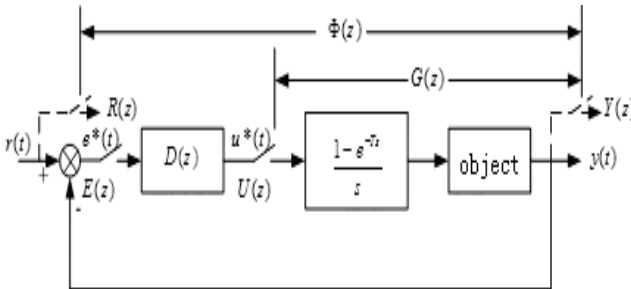 Φ(z)
G(z)
R(z)
Y(z)
r(t)
e*(t)
u*(t)
D(z)
1-e^{-Ts}
s
object
y(t)
+
-
E(z)
U(z)